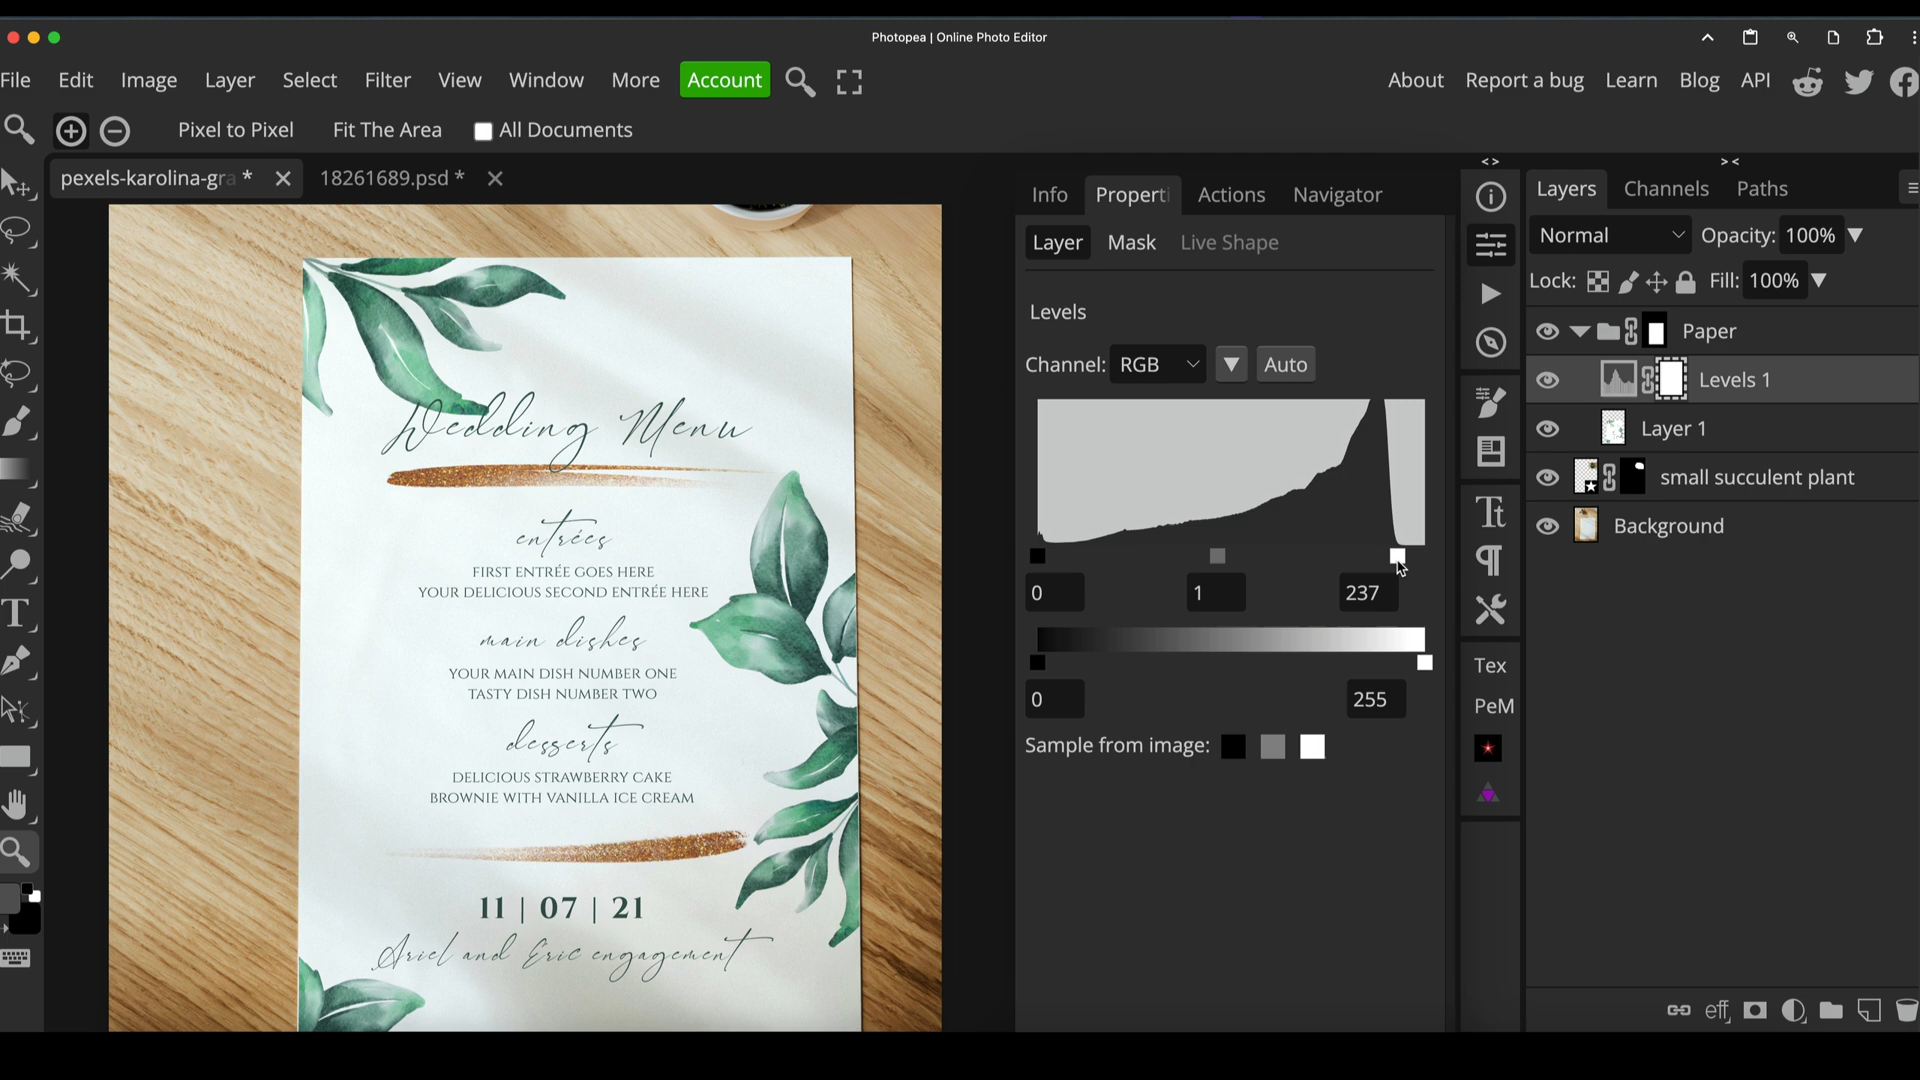 Photopea | Online Photo Editor
File Edit Image Layer Select Filter View Window More Account About Report a bug Learn Blog API
Pixel to Pixel Fit The Area All Documents
pexels-karolina-gra * 18261689.psd *
Info Properti Actions Navigator
Layer Mask Live Shape
Levels
Channel: RGB Auto
0 1 237
0 255
Sample from image:
Tex
PeM
Layers Channels Paths
Normal Opacity: 100%
Lock: Fill: 100%
Paper
Levels 1
Layer 1
small succulent plant
Background
eff
Wedding Menu
entrées
FIRST ENTRÉE GOES HERE
YOUR DELICIOUS SECOND ENTRÉE HERE
main dishes
YOUR MAIN DISH NUMBER ONE
TASTY DISH NUMBER TWO
desserts
DELICIOUS STRAWBERRY CAKE
BROWNIE WITH VANILLA ICE CREAM
11 | 07 | 21
Ariel and Eric engagement